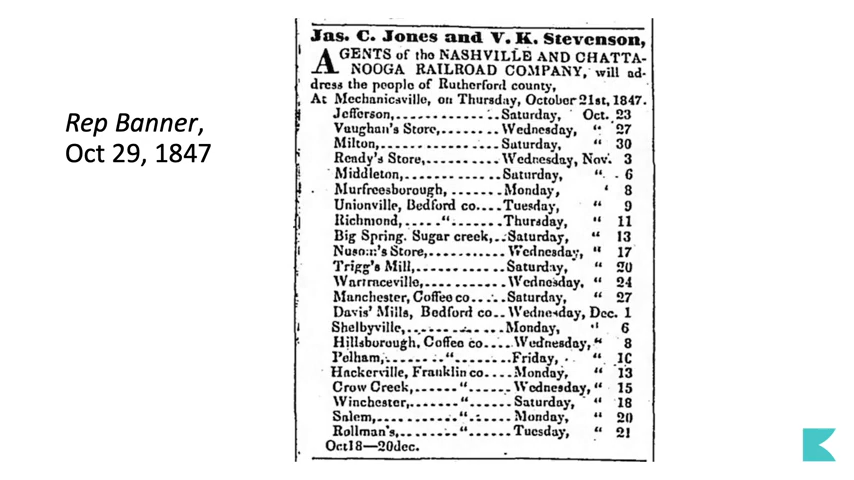 Rep Banner,
Oct 29, 1847
Jas. C. Jones and V. K. Stevenson,
AGENTS of the NASHVILLE AND CHATTA-
NOOGA RAILROAD COMPANY, will ad-
dress the people of Rutherford county,
At Mechanicsville, on Thursday, October 21st, 1847.
Jefferson,............Saturday, Oct. 23
Vaughan's Store,........Wednesday, " 27
Milton,................Saturday, " 30
Ready's Store,..........Wednesday, Nov. 3
Middleton,.............Saturday, " 6
Murfreesborough,.......Monday, " 8
Unionville, Bedford co....Tuesday, " 9
Richmond,.....".......Thursday, " 11
Big Spring. Sugar creek,..Saturday, " 13
Store,...........Wednesday, " 17
Trigg's Mill,............Saturday, " 20
Wartraceville,...........Wednesday, " 24
Manchester, Coffee co.....Saturday, " 27
Davis' Mills, Bedford co..Wednesday, Dec. 1
Shelbyville,.............Monday, " 6
Hillsborough, Coffee co....Wednesday, " 8
Pelham,......."........Friday, " 10
Hackerville, Franklin co....Monday, " 13
Crow Creek,......"......Wednesday, " 15
Winchester,......."......Saturday, " 18
Salem,.........."......Monday, " 20
Rollman's,........"......Tuesday, " 21
Oct18—20dec.